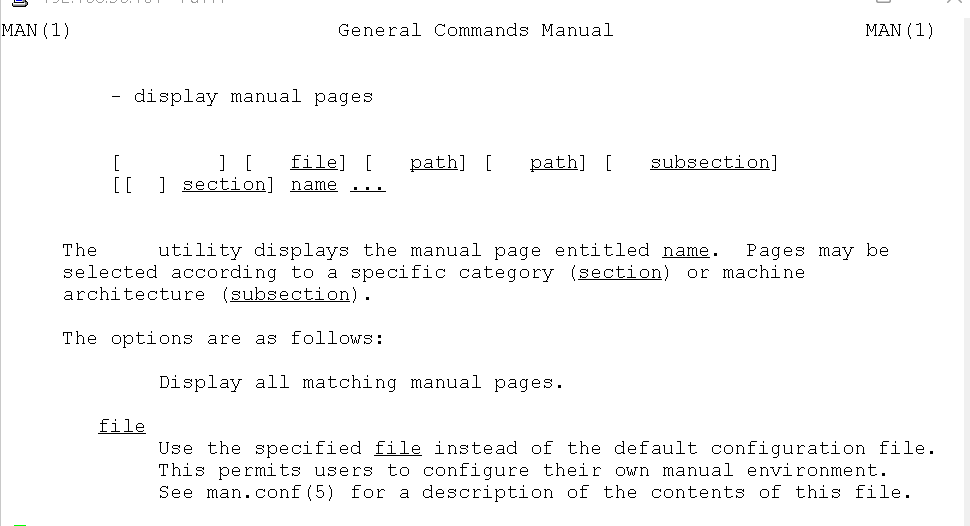 MAN(1) General Commands Manual MAN(1)
- display manual pages
[ ] [ file] [ path] [ path] [ subsection]
[[ ] section] name ...
The utility displays the manual page entitled name. Pages may be
selected according to a specific category (section) or machine
architecture (subsection).
The options are as follows:
Display all matching manual pages.
file
Use the specified file instead of the default configuration file.
This permits users to configure their own manual environment.
See man.conf(5) for a description of the contents of this file.